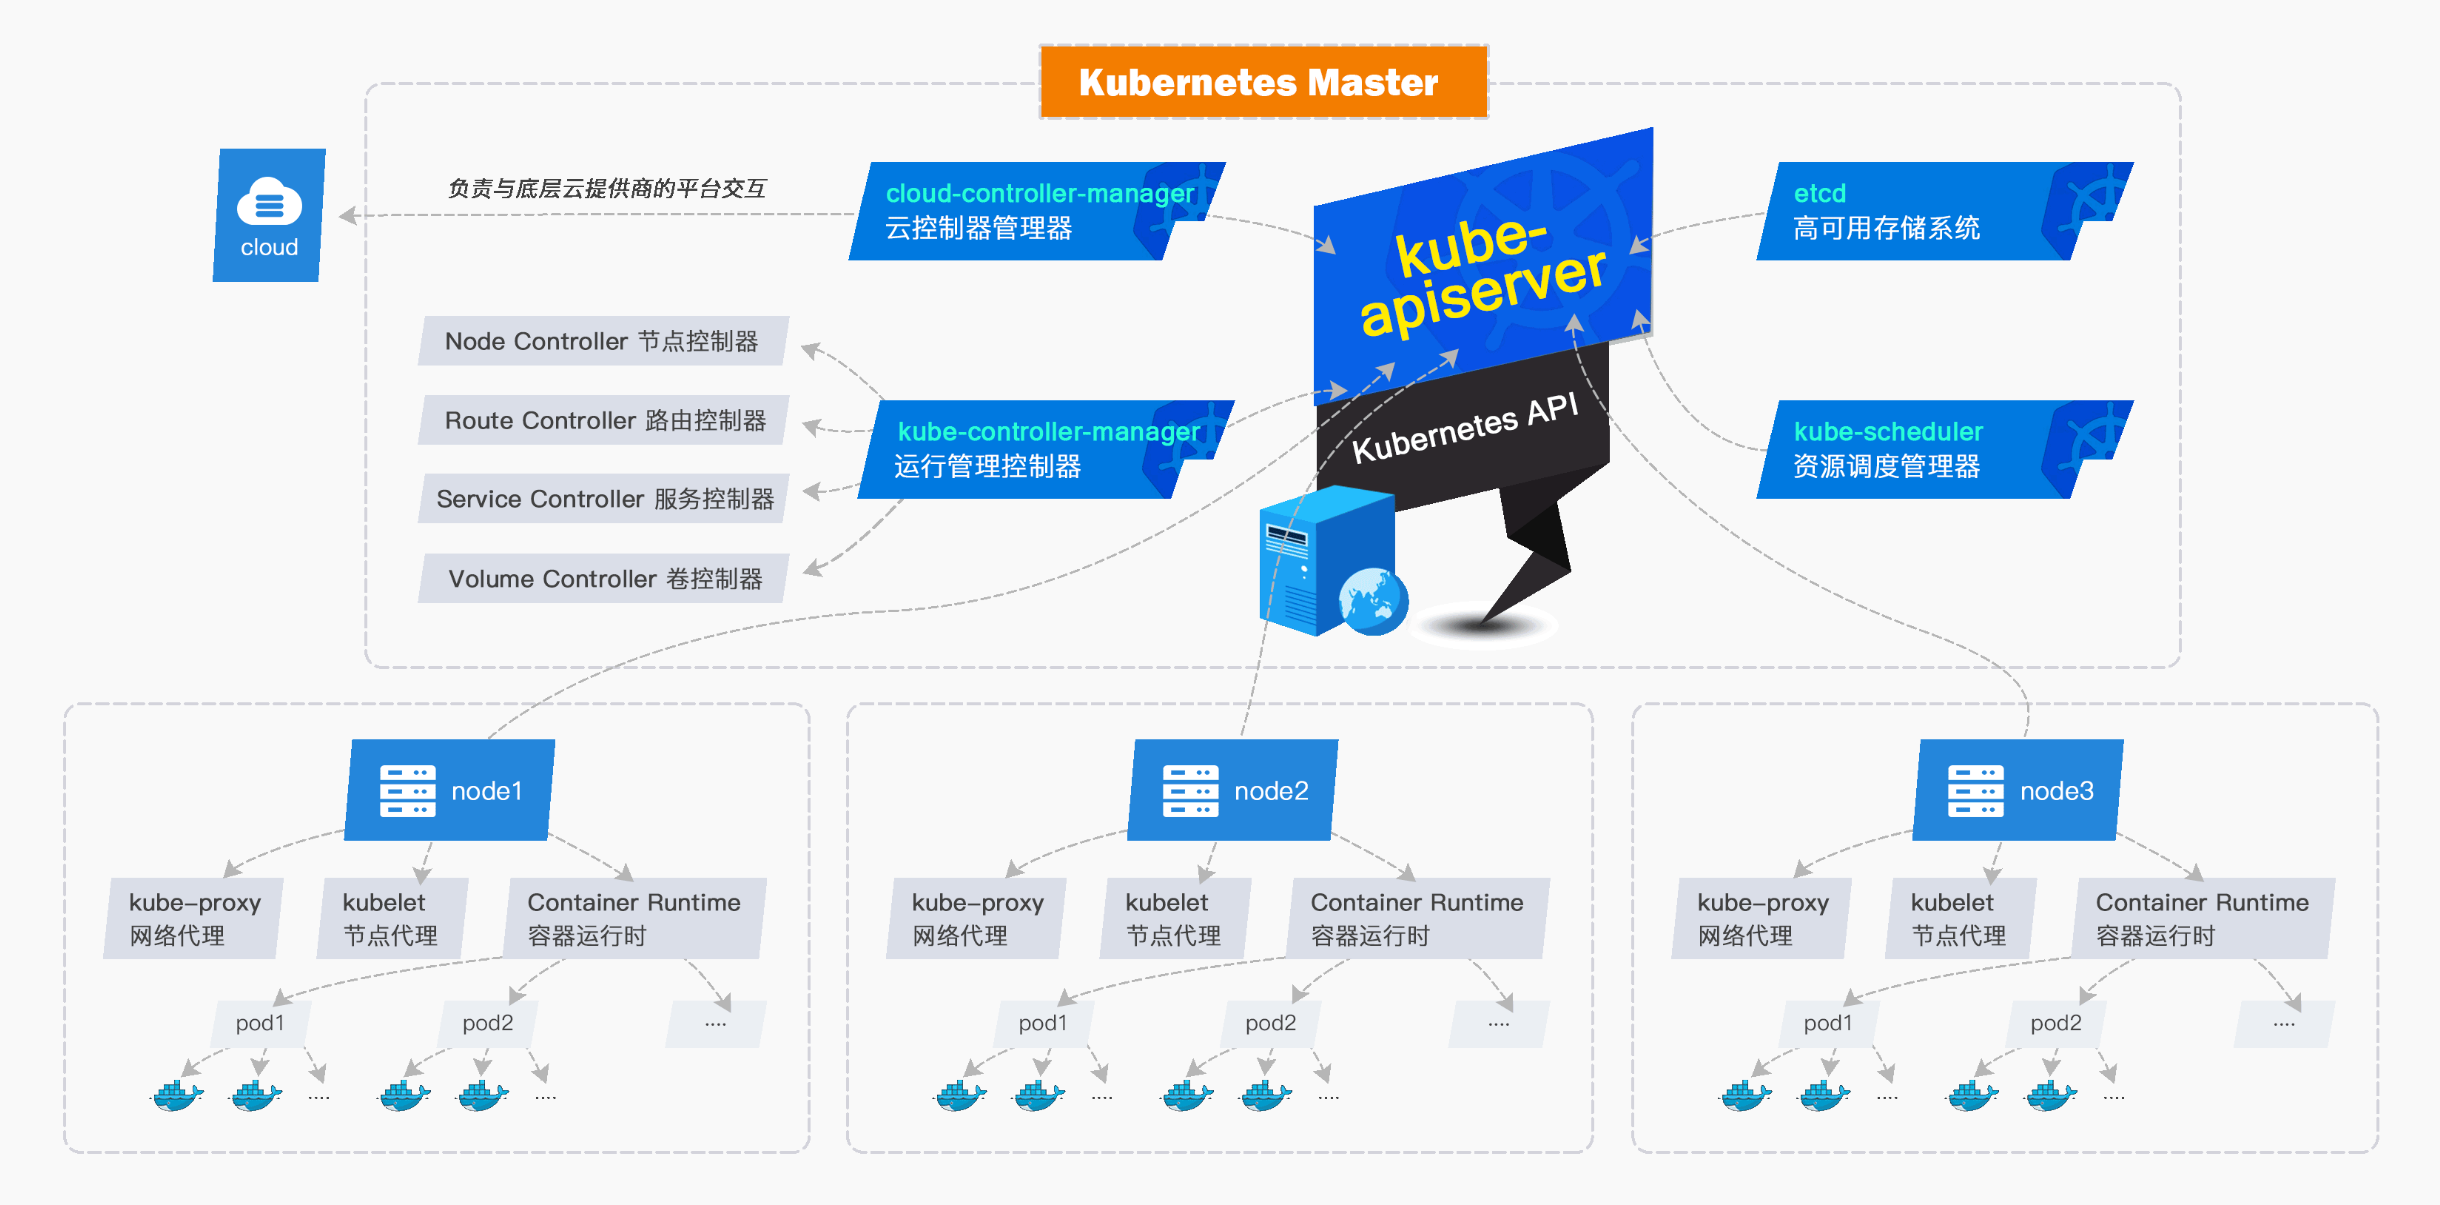 Kubernetes Master
cloud
负责与底层云提供商的平台交互
cloud-controller-manager
云控制器管理器
kube-
apiserver
Kubernetes API
etcd
高可用存储系统
Node Controller 节点控制器
Route Controller 路由控制器
Service Controller 服务控制器
Volume Controller 卷控制器
kube-controller-manager
运行管理控制器
kube-scheduler
资源调度管理器
node1
kube-proxy
网络代理
kubelet
节点代理
Container Runtime
容器运行时
pod1
pod2
....
....
....
node2
kube-proxy
网络代理
kubelet
节点代理
Container Runtime
容器运行时
pod1
pod2
....
....
....
node3
kube-proxy
网络代理
kubelet
节点代理
Container Runtime
容器运行时
pod1
pod2
....
....
....